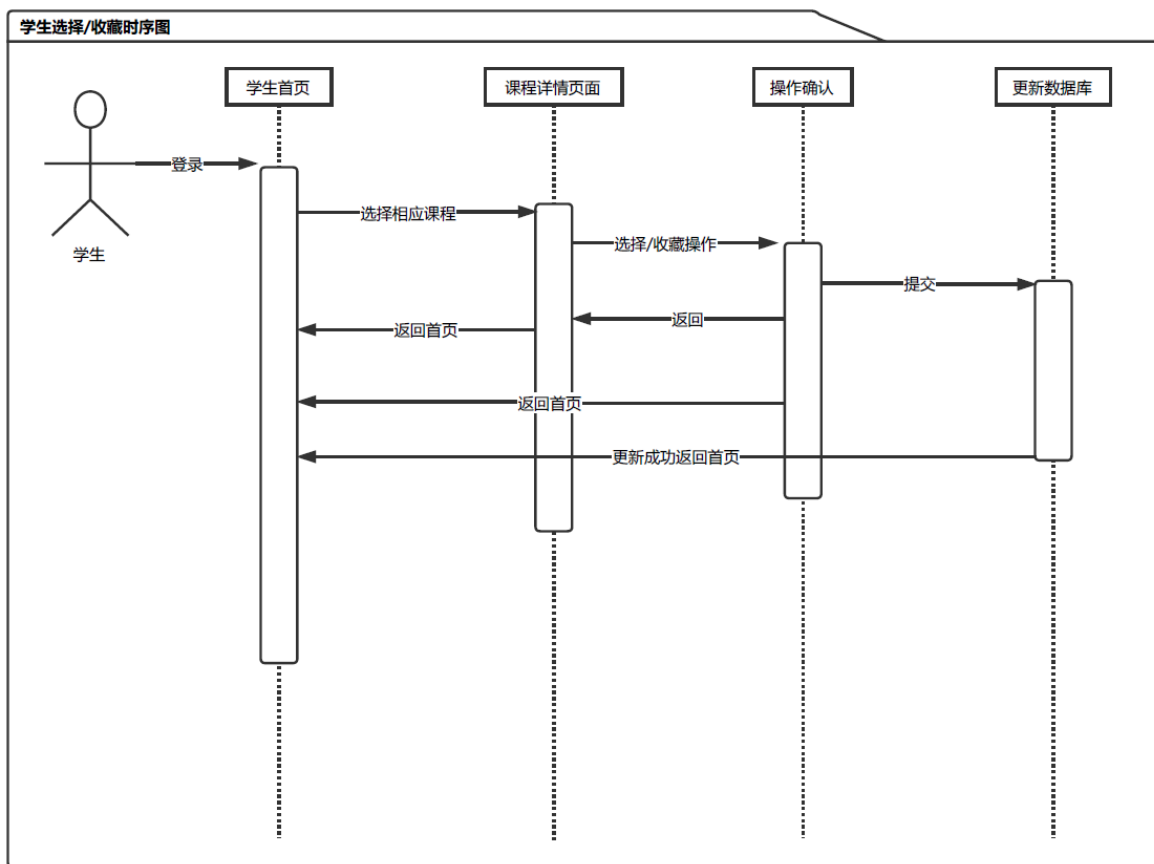 学生选择/收藏时序图
学生首页
课程详情页面
操作确认
更新数据库
登录
选择相应课程
选择/收藏操作
学生
提交
返回
返回首页
返回首页
更新成功返回首页